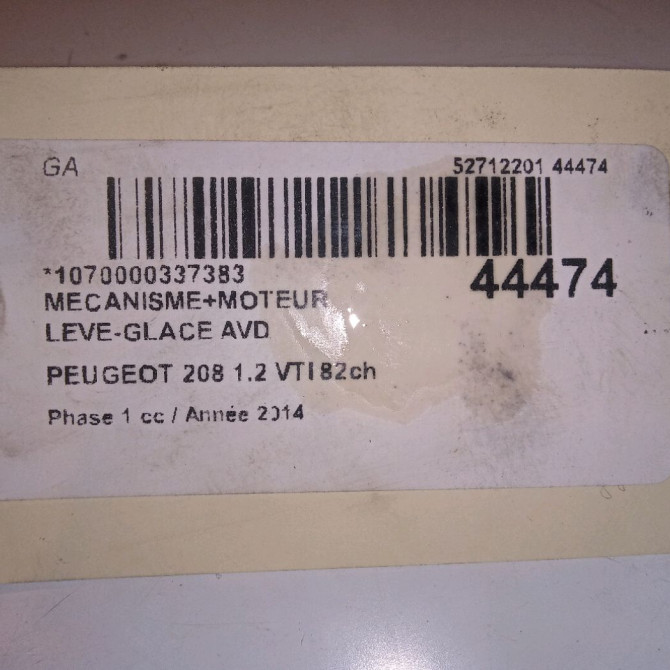 GA
52712201 44474
*1070000337383
44474
MECANISME+MOTEUR
LEVE-GLACE AVD
PEUGEOT 208 1.2 VTI 82ch
Phase 1 cc / Année 2014